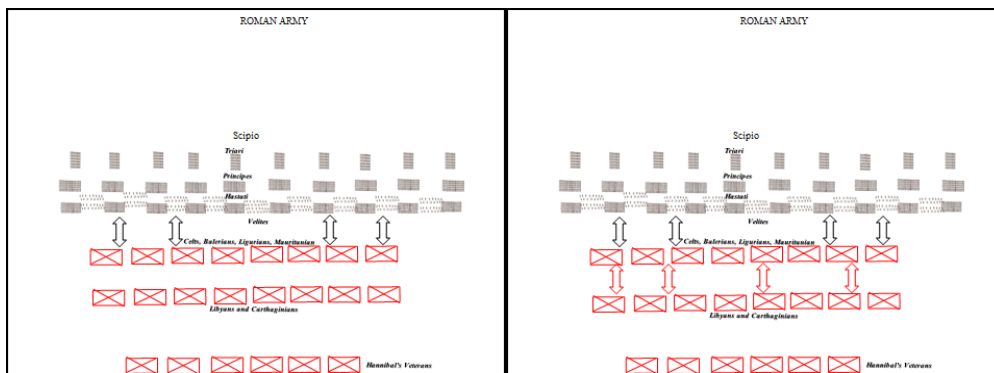 ROMAN ARMY
Scipio
Triari
Principes
Hastati
Velites
Celts, Balerians, Ligurians, Mauritanian
Libyans and Carthaginians
Hannibal's Veterans
ROMAN ARMY
Scipio
Triari
Principes
Hastati
Velites
Celts, Balerians, Ligurians, Mauritanian
Libyans and Carthaginians
Hannibal's Veterans